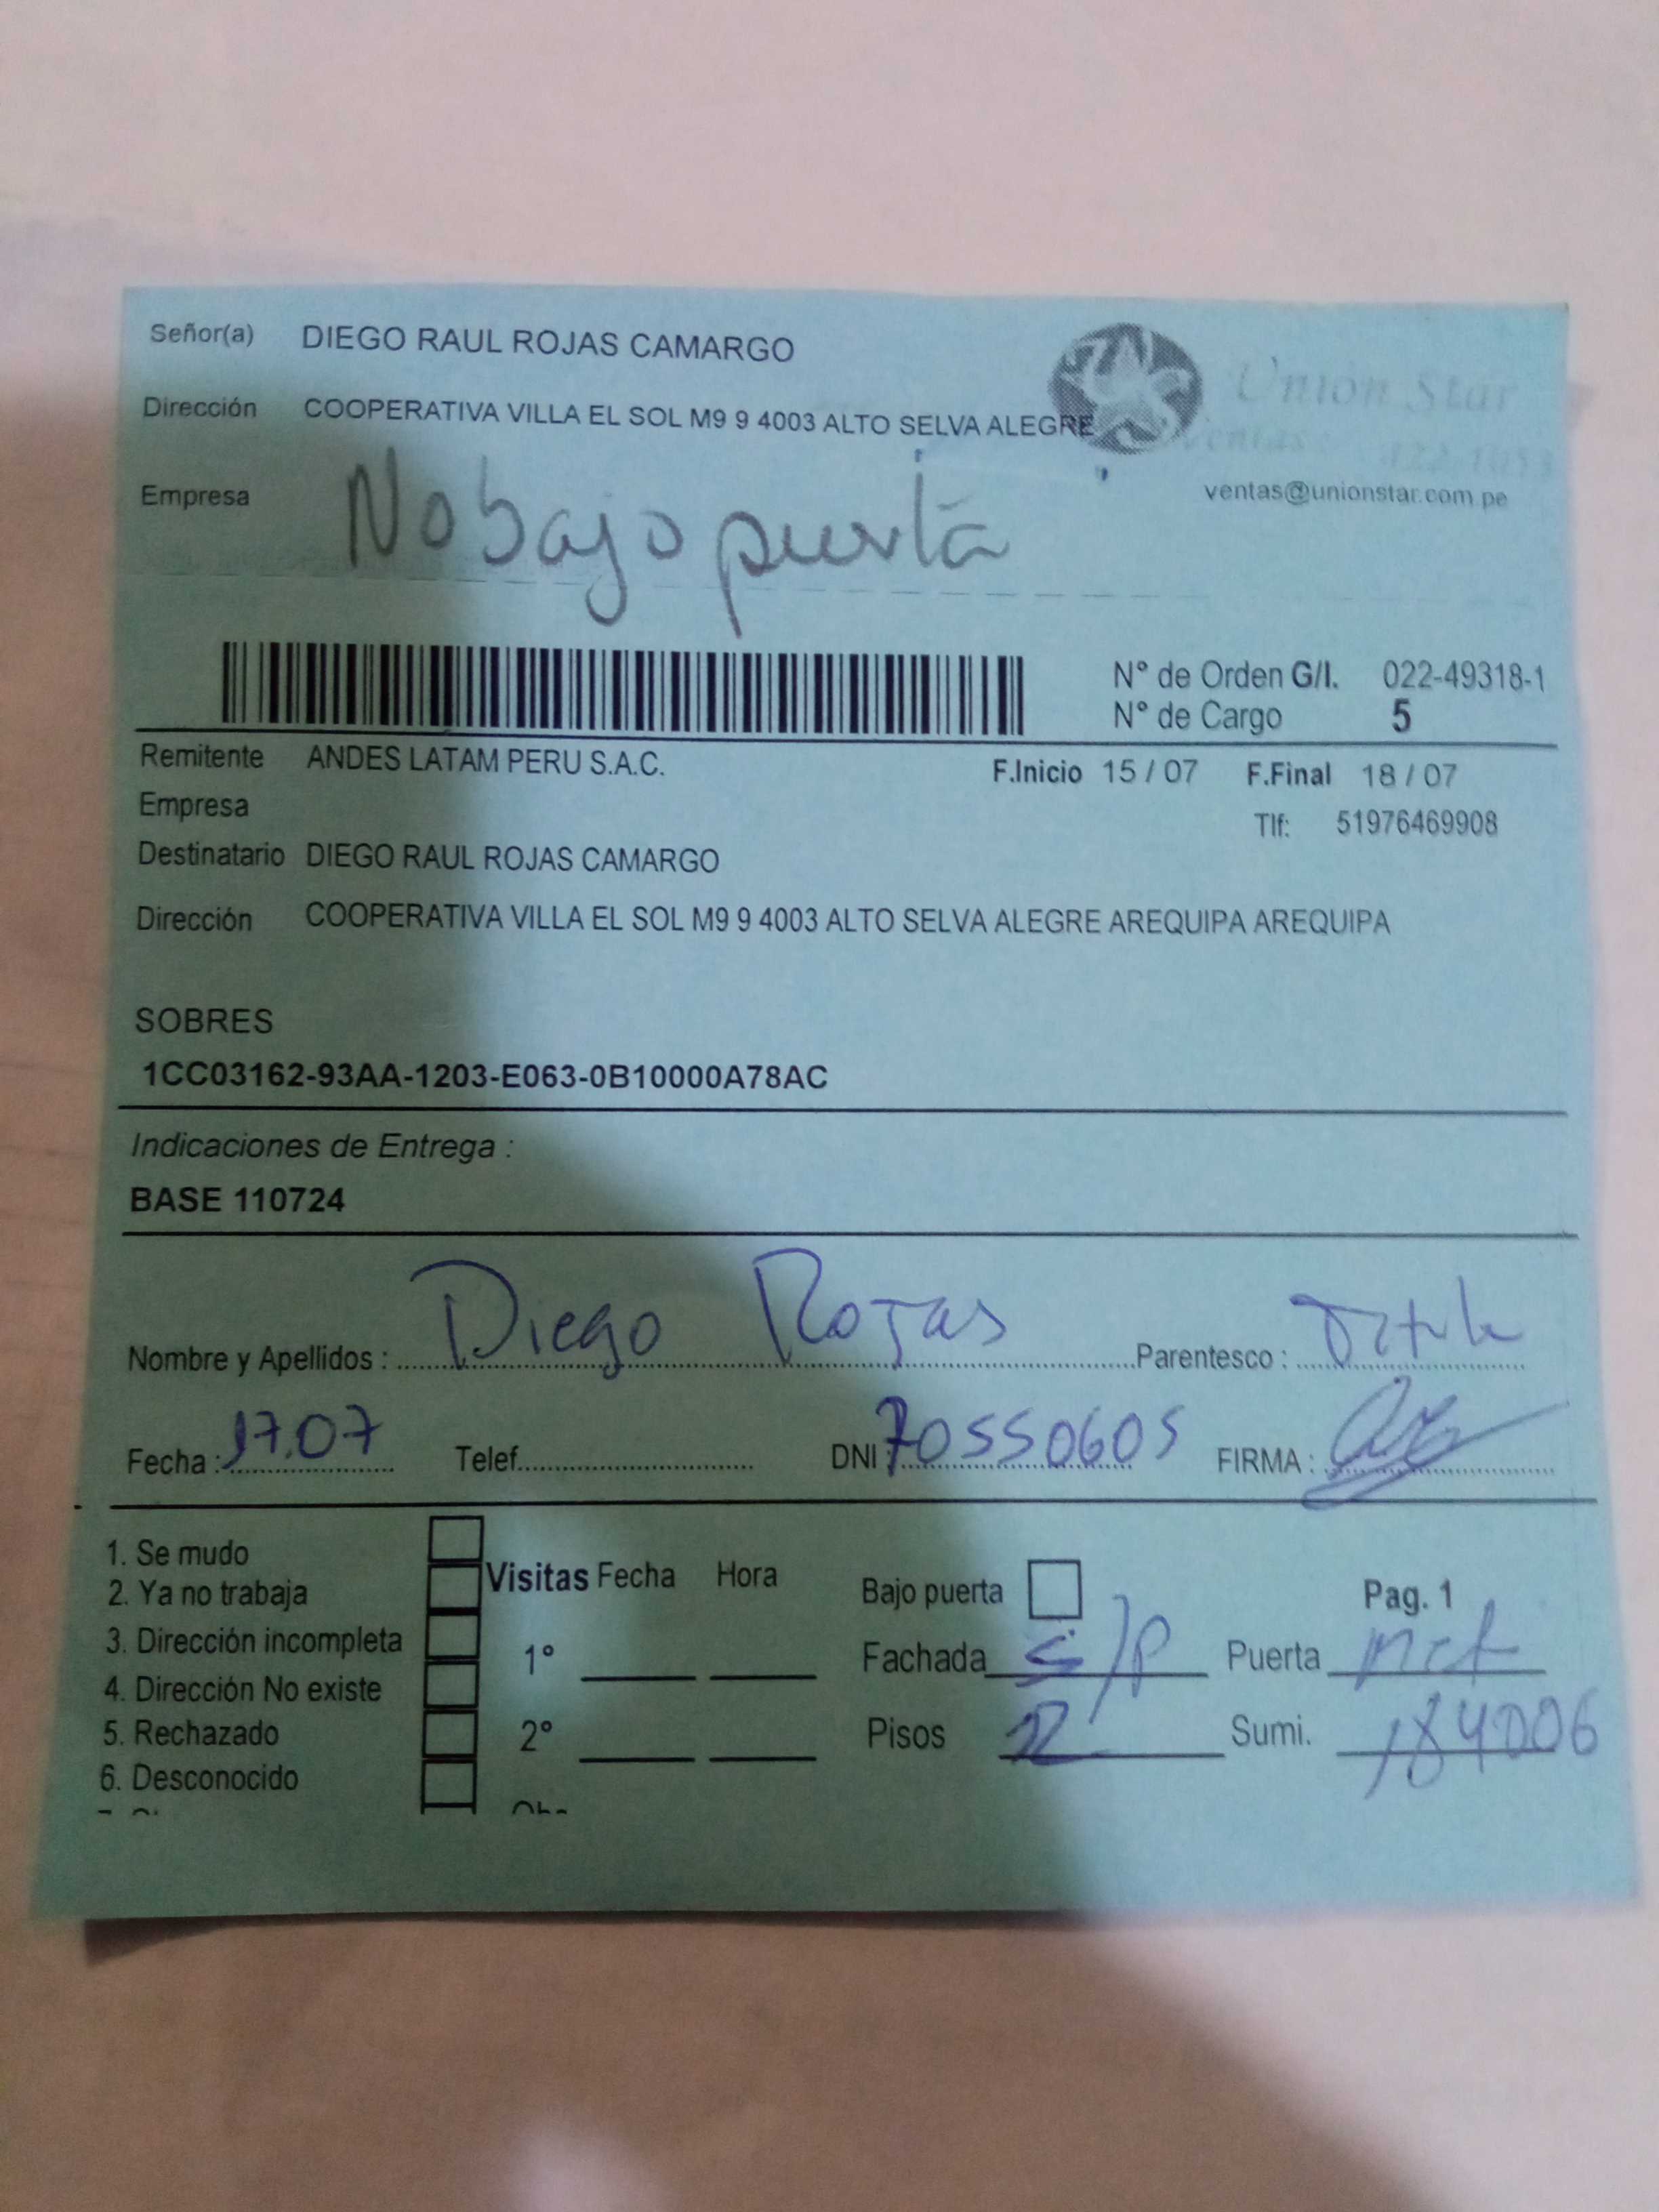 Señor(a) DIEGO RAUL ROJAS CAMARGO
Unión Star
Dirección COOPERATIVA VILLA EL SOL M9 9 4003 ALTO SELVA ALEGRE
Ventas:
Empresa
ventas@unionstar.com.pe
No bajo puerta
N° de Orden G/I. 022-49318-1
N° de Cargo 5
Remitente ANDES LATAM PERU S.A.C.
F.Inicio 15 / 07 F.Final 18 / 07
Empresa
Tlf: 51976469908
Destinatario DIEGO RAUL ROJAS CAMARGO
Dirección COOPERATIVA VILLA EL SOL M9 9 4003 ALTO SELVA ALEGRE AREQUIPA AREQUIPA
SOBRES
1CC03162-93AA-1203-E063-0B10000A78AC
Indicaciones de Entrega :
BASE 110724
Nombre y Apellidos : Diego Rojas Parentesco :
Fecha : 17.07 Telef. DNI : 70550605 FIRMA :
1. Se mudo
2. Ya no trabaja
3. Dirección incompleta
4. Dirección No existe
5. Rechazado
6. Desconocido
Visitas Fecha Hora
1°
2°
Bajo puerta
Pag. 1
Fachada S/P Puerta
Pisos Sumi. 184006